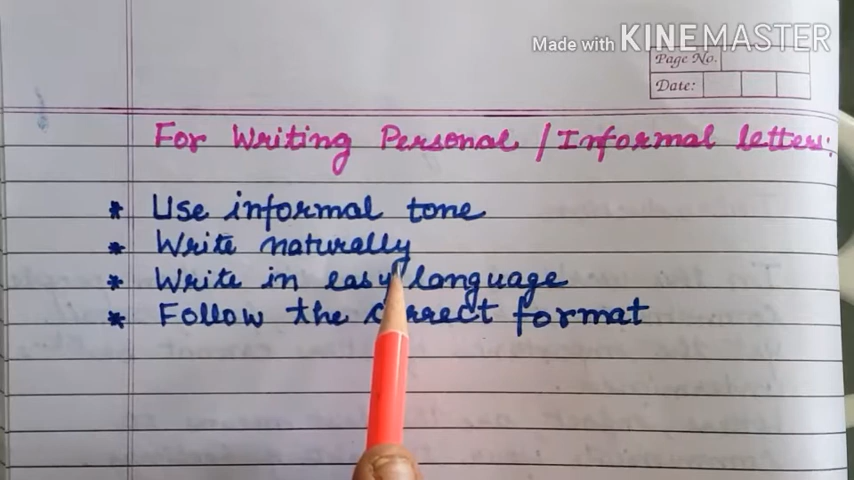 Made with KINEMASTER
Page No.
Date:
For Writing Personal / Informal letters:
* Use informal tone
* Write naturally
* Write in easy language
* Follow the correct format